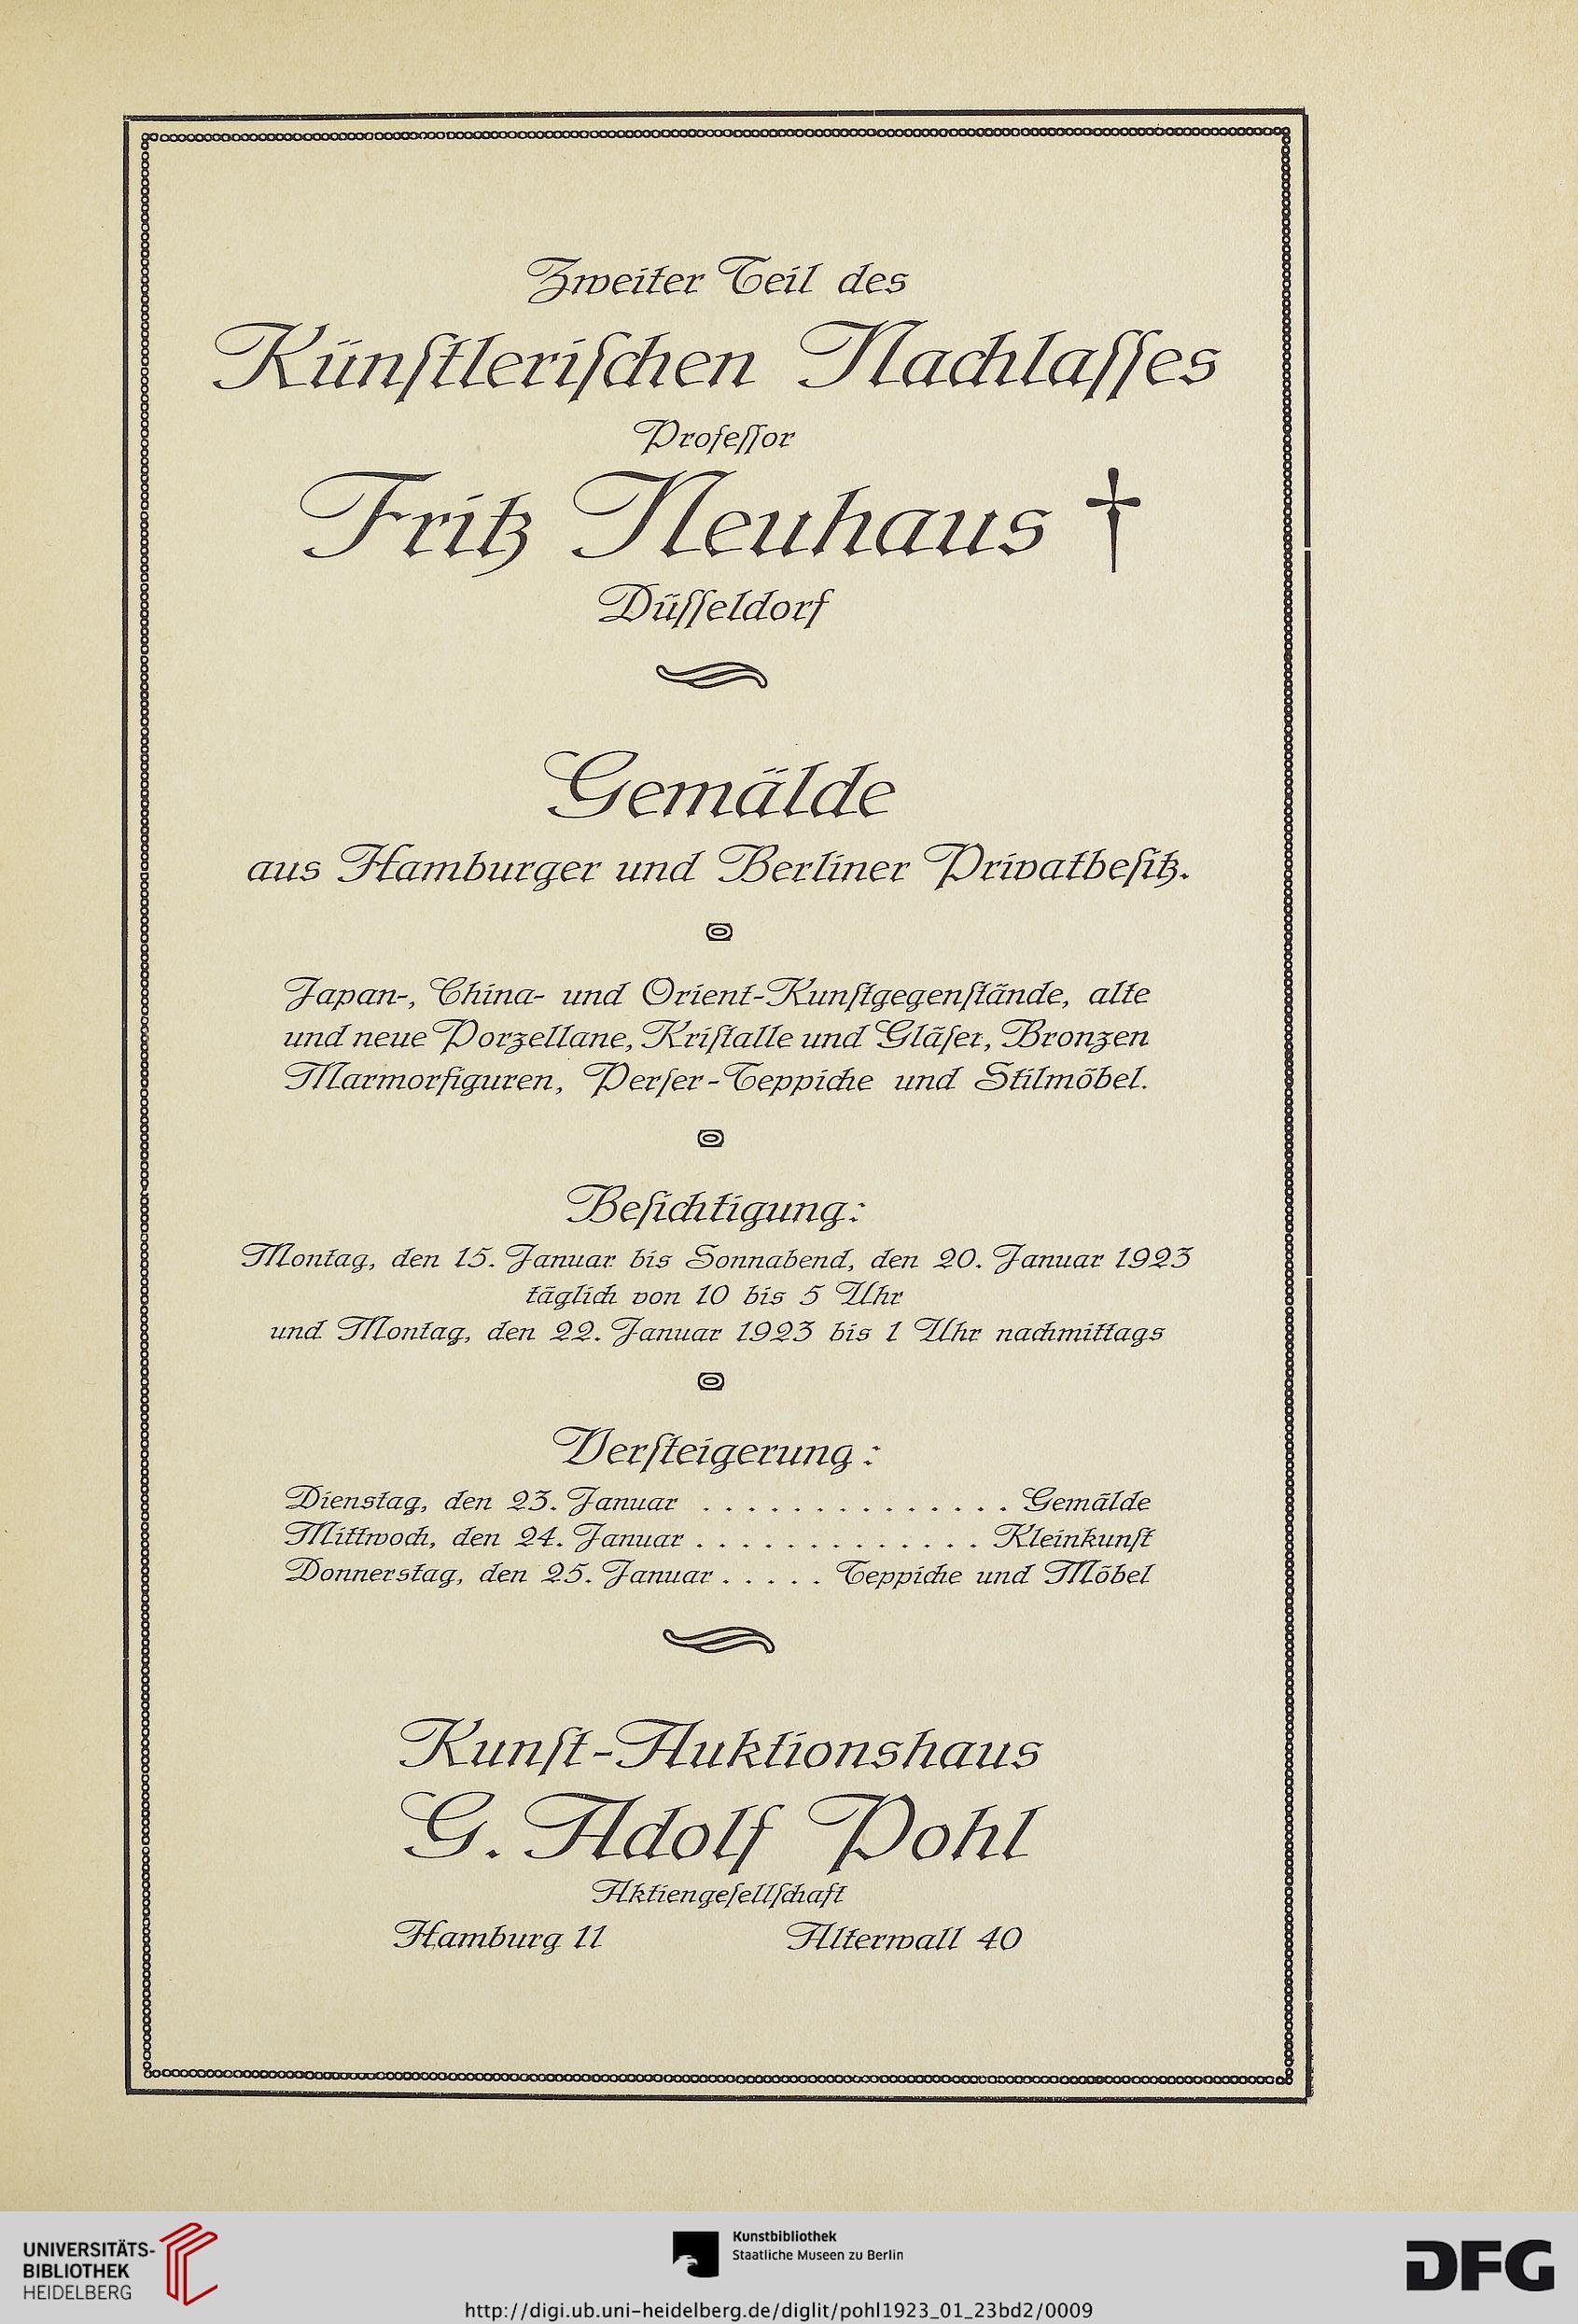 Zweiter Teil des
Künſtleriſchen Nachlaſſes
Profeſſor
Fritz Neuhaus †
Düſſeldorf
Gemälde
aus Hamburger und Berliner Privatbeſitz.
Japan-, China- und Orient-Kunſtgegenſtände, alte
und neue Porzellane, Kriſtalle und Gläſer, Bronzen
Marmorfiguren, Perſer-Teppiche und Stilmöbel.
Beſichtigung:
Montag, den 15. Januar bis Sonnabend, den 20. Januar 1923
täglich von 10 bis 5 Uhr
und Montag, den 22. Januar 1923 bis 1 Uhr nachmittags
Verſteigerung:
Dienstag, den 23. Januar . . . . . . . . . . . . . . Gemälde
Mittwoch, den 24. Januar . . . . . . . . . . . . . Kleinkunſt
Donnerstag, den 25. Januar . . . . . Teppiche und Möbel
Kunſt-Auktionshaus
G. Adolf Pohl
Aktiengeſellſchaft
Hamburg 11 Alterwall 40
UNIVERSITÄTS-
BIBLIOTHEK
HEIDELBERG
Kunstbibliothek
Staatliche Museen zu Berlin
DFG
http://digi.ub.uni-heidelberg.de/diglit/pohl1923_01_23bd2/0009